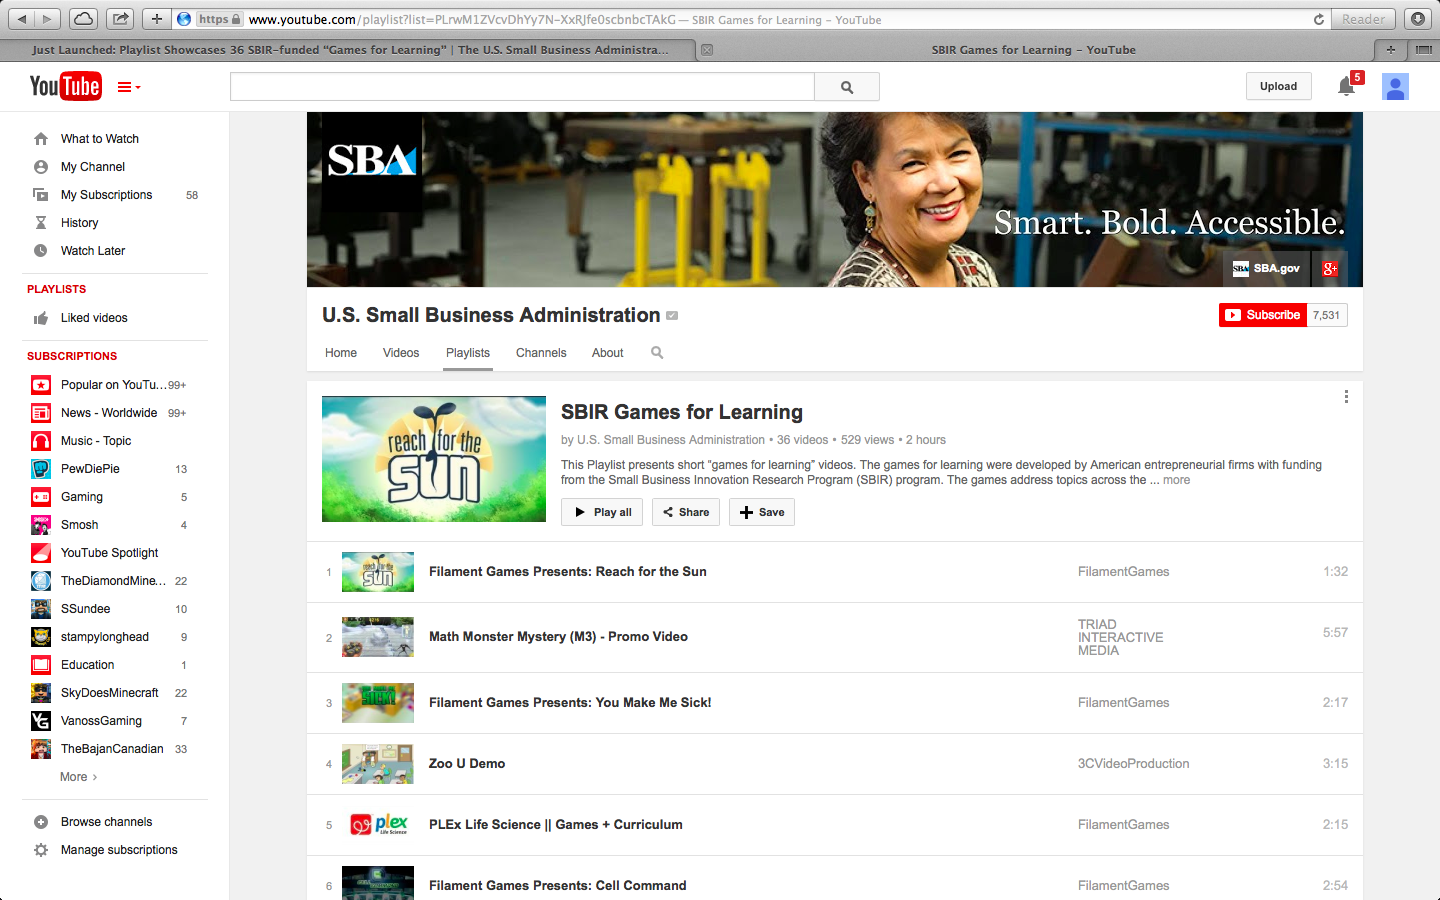 https www.youtube.com/playlist?list=PLrwM1ZVcvDhYy7N-XxRJfe0scbnbcTAkG — SBIR Games for Learning - YouTube
Reader
Just Launched: Playlist Showcases 36 SBIR-funded "Games for Learning" | The U.S. Small Business Administra...
SBIR Games for Learning - YouTube
YouTube
Upload
5
What to Watch
My Channel
My Subscriptions 58
History
Watch Later
PLAYLISTS
Liked videos
SUBSCRIPTIONS
Popular on YouTu... 99+
News - Worldwide 99+
Music - Topic
PewDiePie 13
Gaming 5
Smosh 4
YouTube Spotlight
TheDiamondMine... 22
SSundee 10
stampylonghead 9
Education 1
SkyDoesMinecraft 22
VanossGaming 7
TheBajanCanadian 33
More ›
Browse channels
Manage subscriptions
SBA
Smart. Bold. Accessible.
SBA SBA.gov g+
U.S. Small Business Administration
Subscribe 7,531
Home Videos Playlists Channels About
reach for the
sun
SBIR Games for Learning
by U.S. Small Business Administration • 36 videos • 529 views • 2 hours
This Playlist presents short "games for learning" videos. The games for learning were developed by American entrepreneurial firms with funding
from the Small Business Innovation Research Program (SBIR) program. The games address topics across the ... more
Play all Share Save
1 reach for the sun Filament Games Presents: Reach for the Sun FilamentGames 1:32
2 Math Monster Mystery (M3) - Promo Video TRIAD
INTERACTIVE
MEDIA 5:57
3 SICK! Filament Games Presents: You Make Me Sick! FilamentGames 2:17
4 Zoo U Demo 3CVideoProduction 3:15
5 plex Life Science PLEx Life Science || Games + Curriculum FilamentGames 2:15
6 Filament Games Presents: Cell Command FilamentGames 2:54